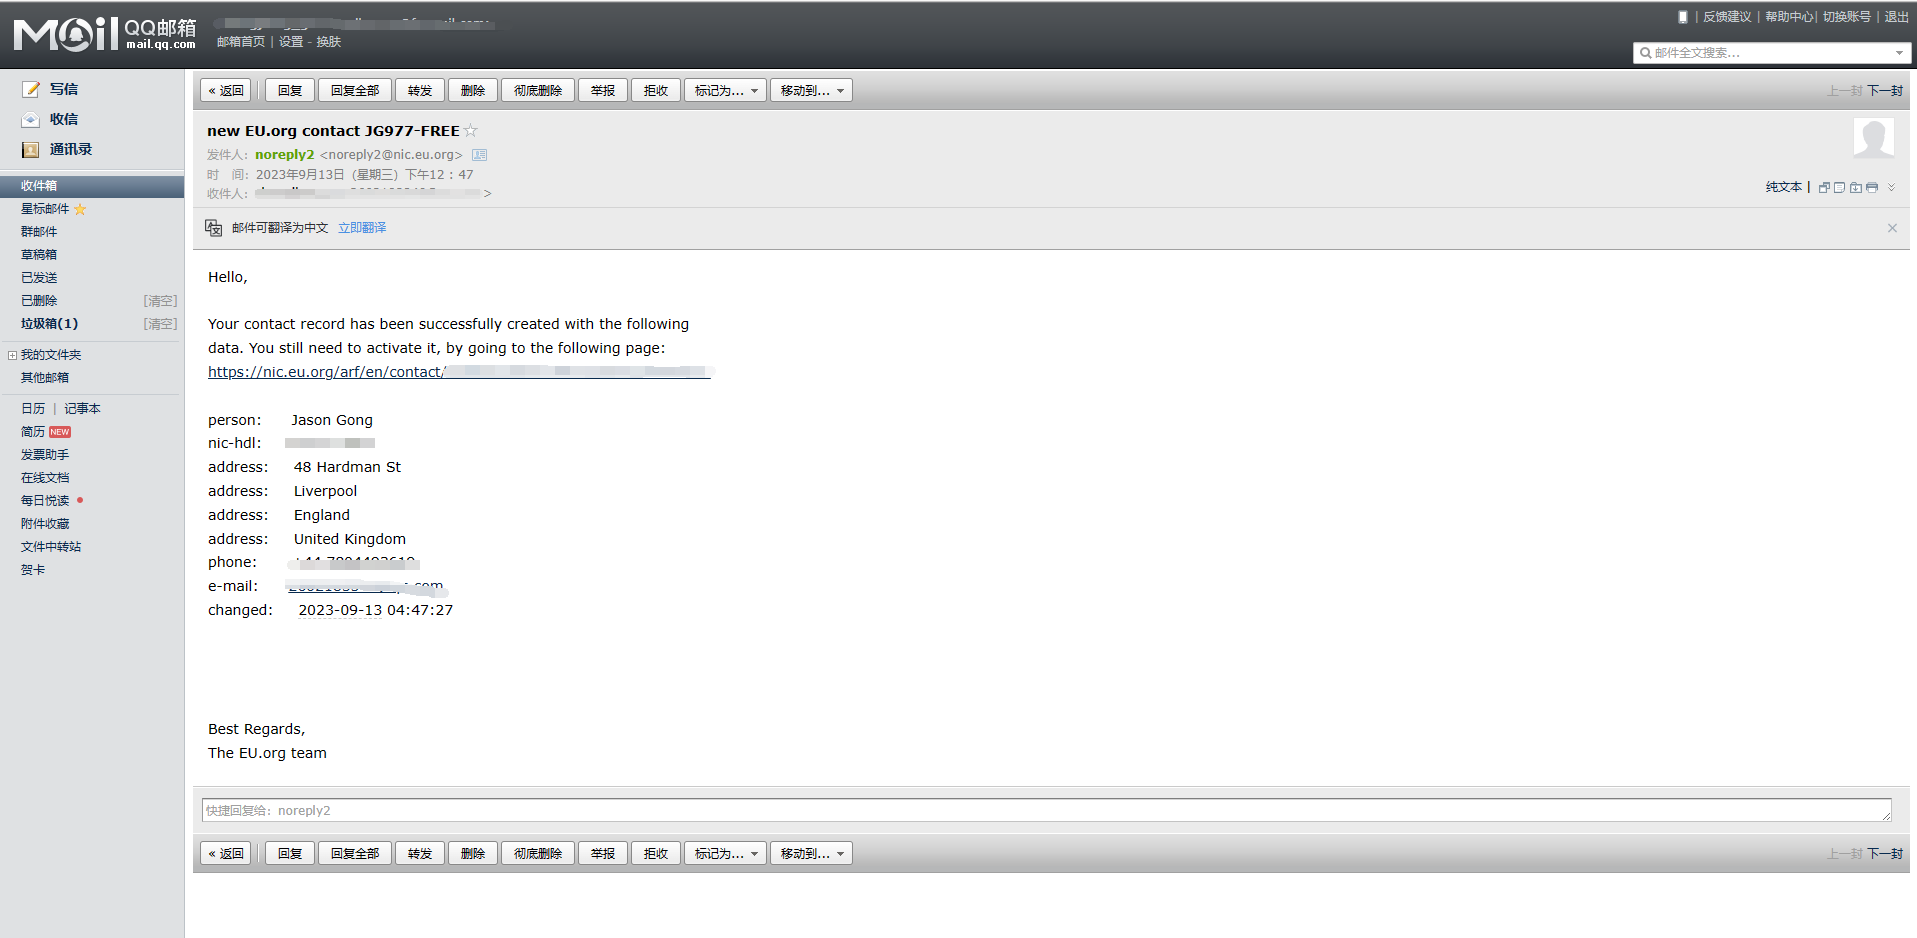 Mail QQ邮箱
mail.qq.com
邮箱首页 | 设置 - 换肤
| 反馈建议 | 帮助中心 | 切换账号 | 退出
邮件全文搜索...
写信
收信
通讯录
收件箱
星标邮件
群邮件
草稿箱
已发送
已删除 [清空]
垃圾箱(1) [清空]
我的文件夹
其他邮箱
日历 | 记事本
简历 NEW
发票助手
在线文档
每日悦读
附件收藏
文件中转站
贺卡
« 返回 回复 回复全部 转发 删除 彻底删除 举报 拒收 标记为... 移动到... 上一封 下一封
new EU.org contact JG977-FREE
发件人: noreply2 <noreply2@nic.eu.org>
时 间: 2023年9月13日 (星期三) 下午12:47
收件人: >
纯文本 |
邮件可翻译为中文 立即翻译
Hello,
Your contact record has been successfully created with the following
data. You still need to activate it, by going to the following page:
https://nic.eu.org/arf/en/contact/
person: Jason Gong
nic-hdl:
address: 48 Hardman St
address: Liverpool
address: England
address: United Kingdom
phone:
e-mail: .com
changed: 2023-09-13 04:47:27
Best Regards,
The EU.org team
快捷回复给: noreply2
« 返回 回复 回复全部 转发 删除 彻底删除 举报 拒收 标记为... 移动到... 上一封 下一封